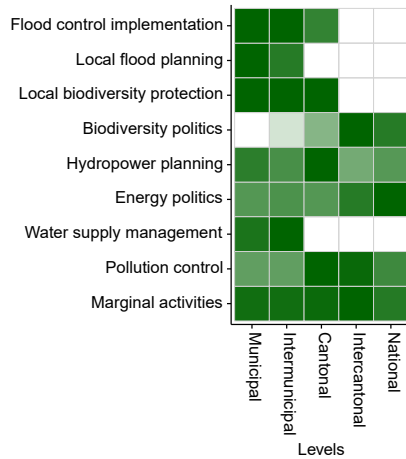 Flood control implementation
Local flood planning
Local biodiversity protection
Biodiversity politics
Hydropower planning
Energy politics
Water supply management
Pollution control
Marginal activities
Municipal
Intermunicipal
Cantonal
Intercantonal
National
Levels